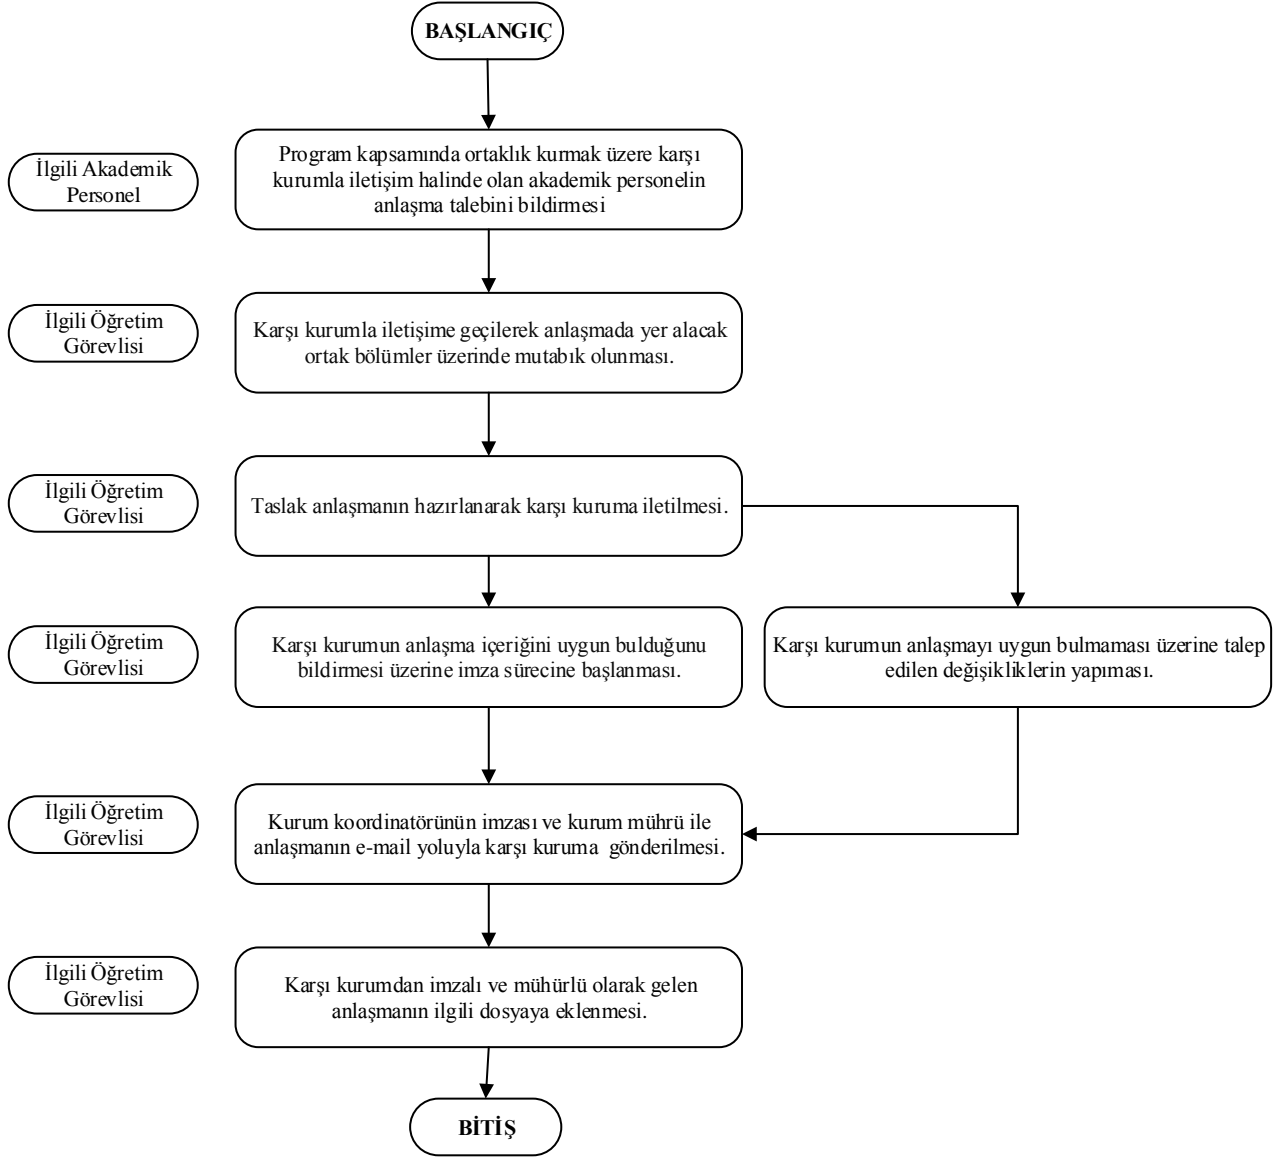 BAŞLANGIÇ
İlgili Akademik
Personel
Program kapsamında ortaklık kurmak üzere karşı
kurumla iletişim halinde olan akademik personelin
anlaşma talebini bildirmesi
İlgili Öğretim
Görevlisi
Karşı kurumla iletişime geçilerek anlaşmada yer alacak
ortak bölümler üzerinde mutabık olunması.
İlgili Öğretim
Görevlisi
Taslak anlaşmanın hazırlanarak karşı kuruma iletilmesi.
İlgili Öğretim
Görevlisi
Karşı kurumun anlaşma içeriğini uygun bulduğunu
bildirmesi üzerine imza sürecine başlanması.
Karşı kurumun anlaşmayı uygun bulmaması üzerine talep
edilen değişikliklerin yapıması.
İlgili Öğretim
Görevlisi
Kurum koordinatörünün imzası ve kurum mührü ile
anlaşmanın e-mail yoluyla karşı kuruma gönderilmesi.
İlgili Öğretim
Görevlisi
Karşı kurumdan imzalı ve mühürlü olarak gelen
anlaşmanın ilgili dosyaya eklenmesi.
BİTİŞ